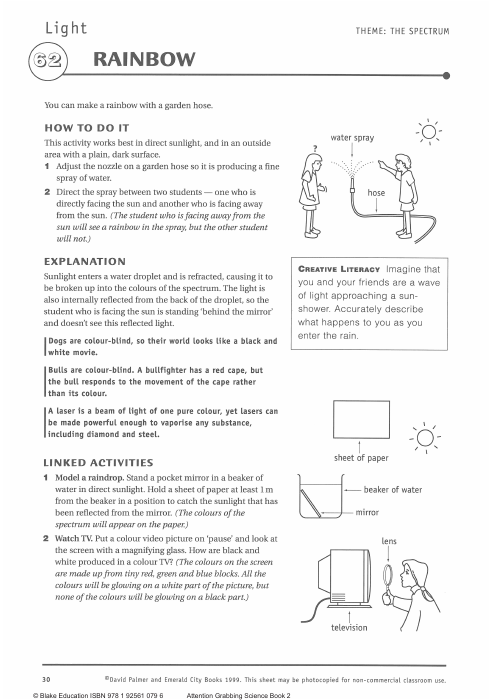 Light
THEME: THE SPECTRUM
62
RAINBOW
You can make a rainbow with a garden hose.
HOW TO DO IT
This activity works best in direct sunlight, and in an outside
area with a plain, dark surface.
1 Adjust the nozzle on a garden hose so it is producing a fine
spray of water.
2 Direct the spray between two students — one who is
directly facing the sun and another who is facing away
from the sun. (The student who is facing away from the
sun will see a rainbow in the spray, but the other student
will not.)
water spray
?
hose
EXPLANATION
Sunlight enters a water droplet and is refracted, causing it to
be broken up into the colours of the spectrum. The light is
also internally reflected from the back of the droplet, so the
student who is facing the sun is standing 'behind the mirror'
and doesn't see this reflected light.
Dogs are colour-blind, so their world looks like a black and
white movie.
Bulls are colour-blind. A bullfighter has a red cape, but
the bull responds to the movement of the cape rather
than its colour.
A laser is a beam of light of one pure colour, yet lasers can
be made powerful enough to vaporise any substance,
including diamond and steel.
CREATIVE LITERACY Imagine that
you and your friends are a wave
of light approaching a sun-
shower. Accurately describe
what happens to you as you
enter the rain.
LINKED ACTIVITIES
1 Model a raindrop. Stand a pocket mirror in a beaker of
water in direct sunlight. Hold a sheet of paper at least 1 m
from the beaker in a position to catch the sunlight that has
been reflected from the mirror. (The colours of the
spectrum will appear on the paper.)
2 Watch TV. Put a colour video picture on 'pause' and look at
the screen with a magnifying glass. How are black and
white produced in a colour TV? (The colours on the screen
are made up from tiny red, green and blue blocks. All the
colours will be glowing on a white part of the picture, but
none of the colours will be glowing on a black part.)
sheet of paper
beaker of water
mirror
lens
television
30
©David Palmer and Emerald City Books 1999. This sheet may be photocopied for non-commercial classroom use.
© Blake Education ISBN 978 1 92561 079 6 Attention Grabbing Science Book 2